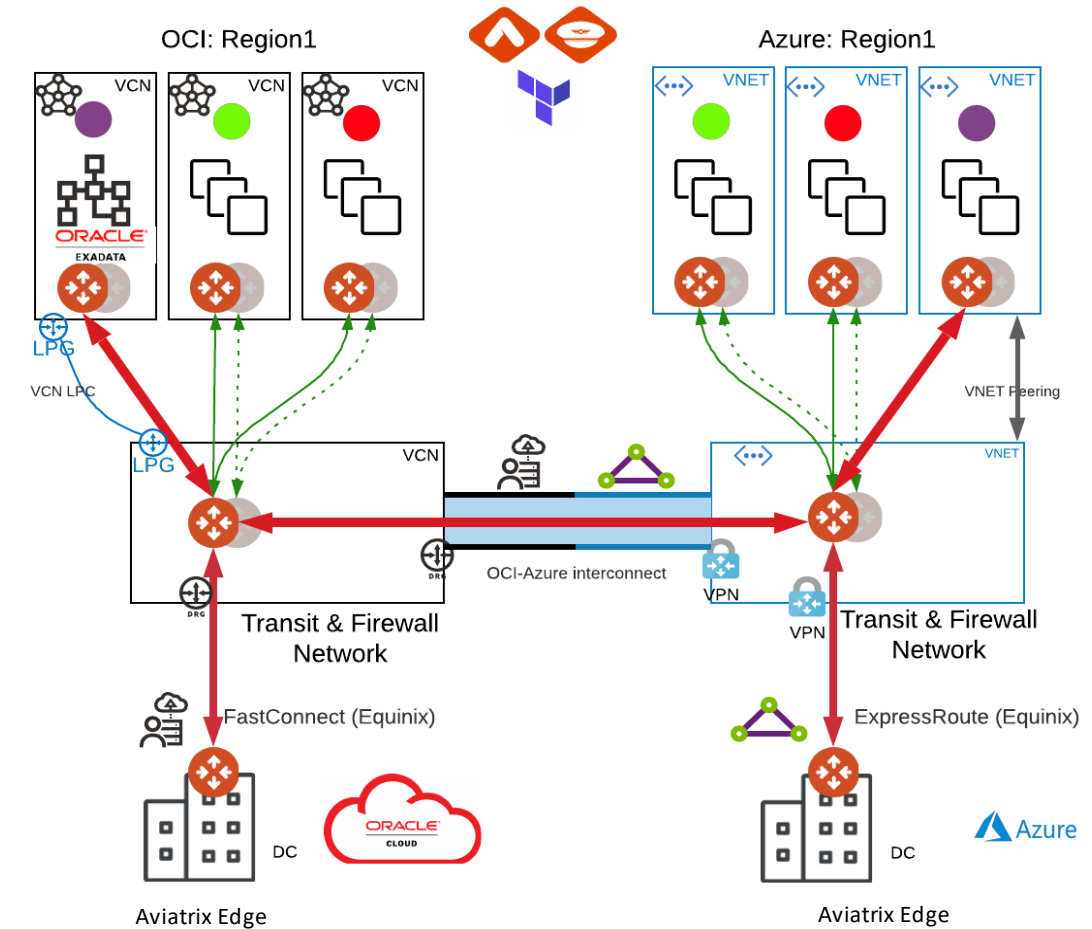 OCI: Region1
Azure: Region1
VCN
VCN
VCN
VNET
VNET
VNET
ORACLE
EXADATA
LPG
VCN LPC
VNET Peering
LPG
VCN
VNET
DRG
OCI-Azure interconnect
VPN
DRG
VPN
Transit & Firewall
Network
Transit & Firewall
Network
FastConnect (Equinix)
ExpressRoute (Equinix)
ORACLE
CLOUD
Azure
DC
DC
Aviatrix Edge
Aviatrix Edge